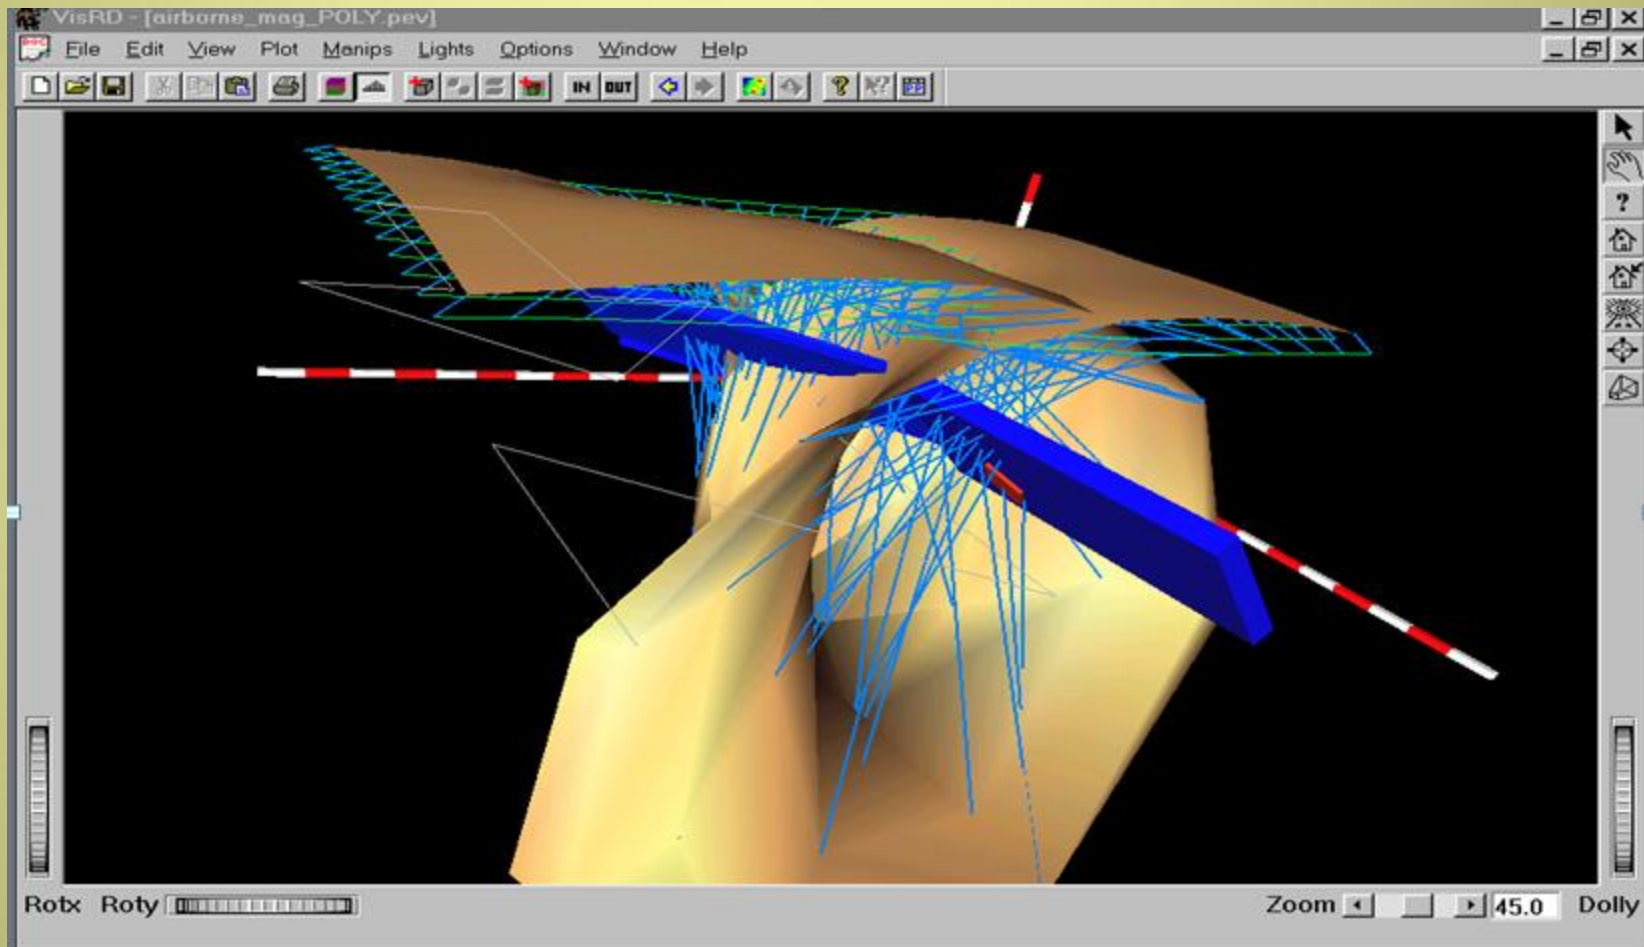 VisRD - [airborne_mag_POLY.pev]
File Edit View Plot Manips Lights Options Window Help
IN OUT
Rotx Roty Zoom 45.0 Dolly